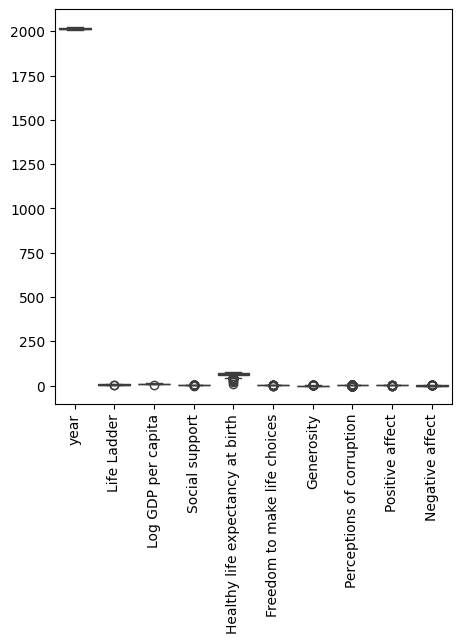 2000
1750
1500
1250
1000
750
500
250
0
year
Life Ladder
Log GDP per capita
Social support
Healthy life expectancy at birth
Freedom to make life choices
Generosity
Perceptions of corruption
Positive affect
Negative affect